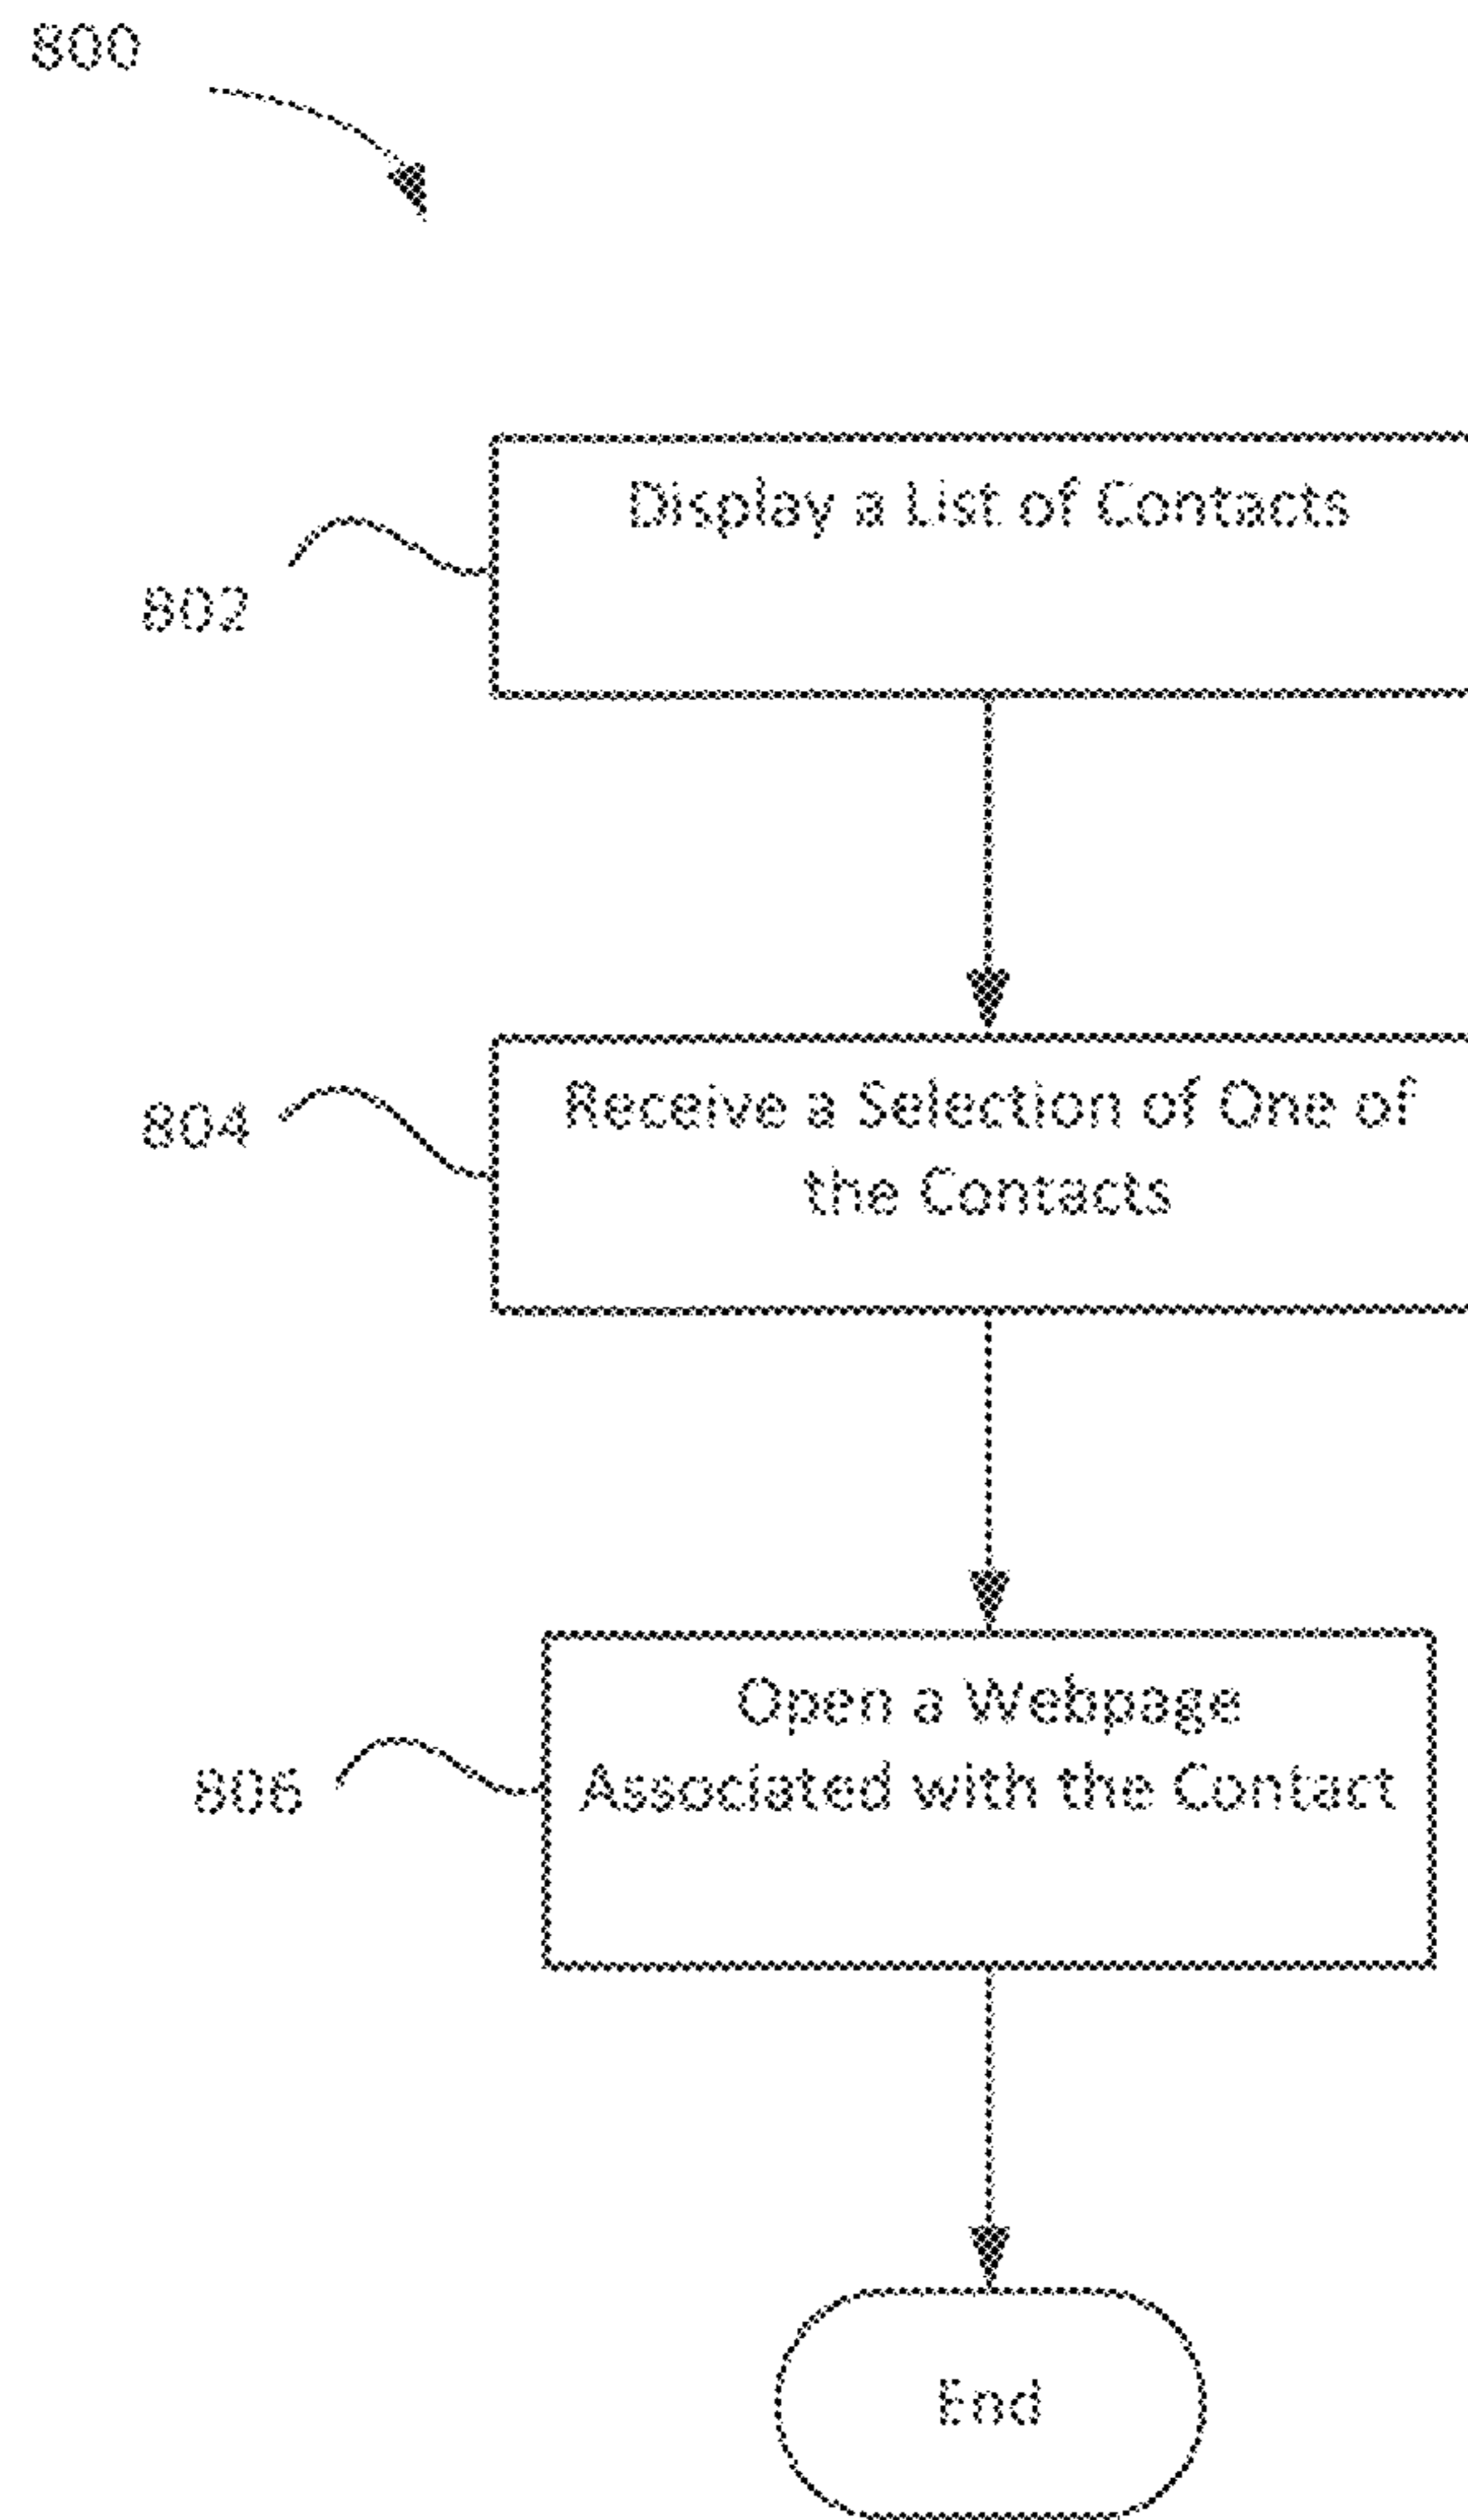 800
Display a List of Contacts
802
Receive a Selection of One of
the Contacts
804
Open a Webpage
Associated with the Contact
806
End